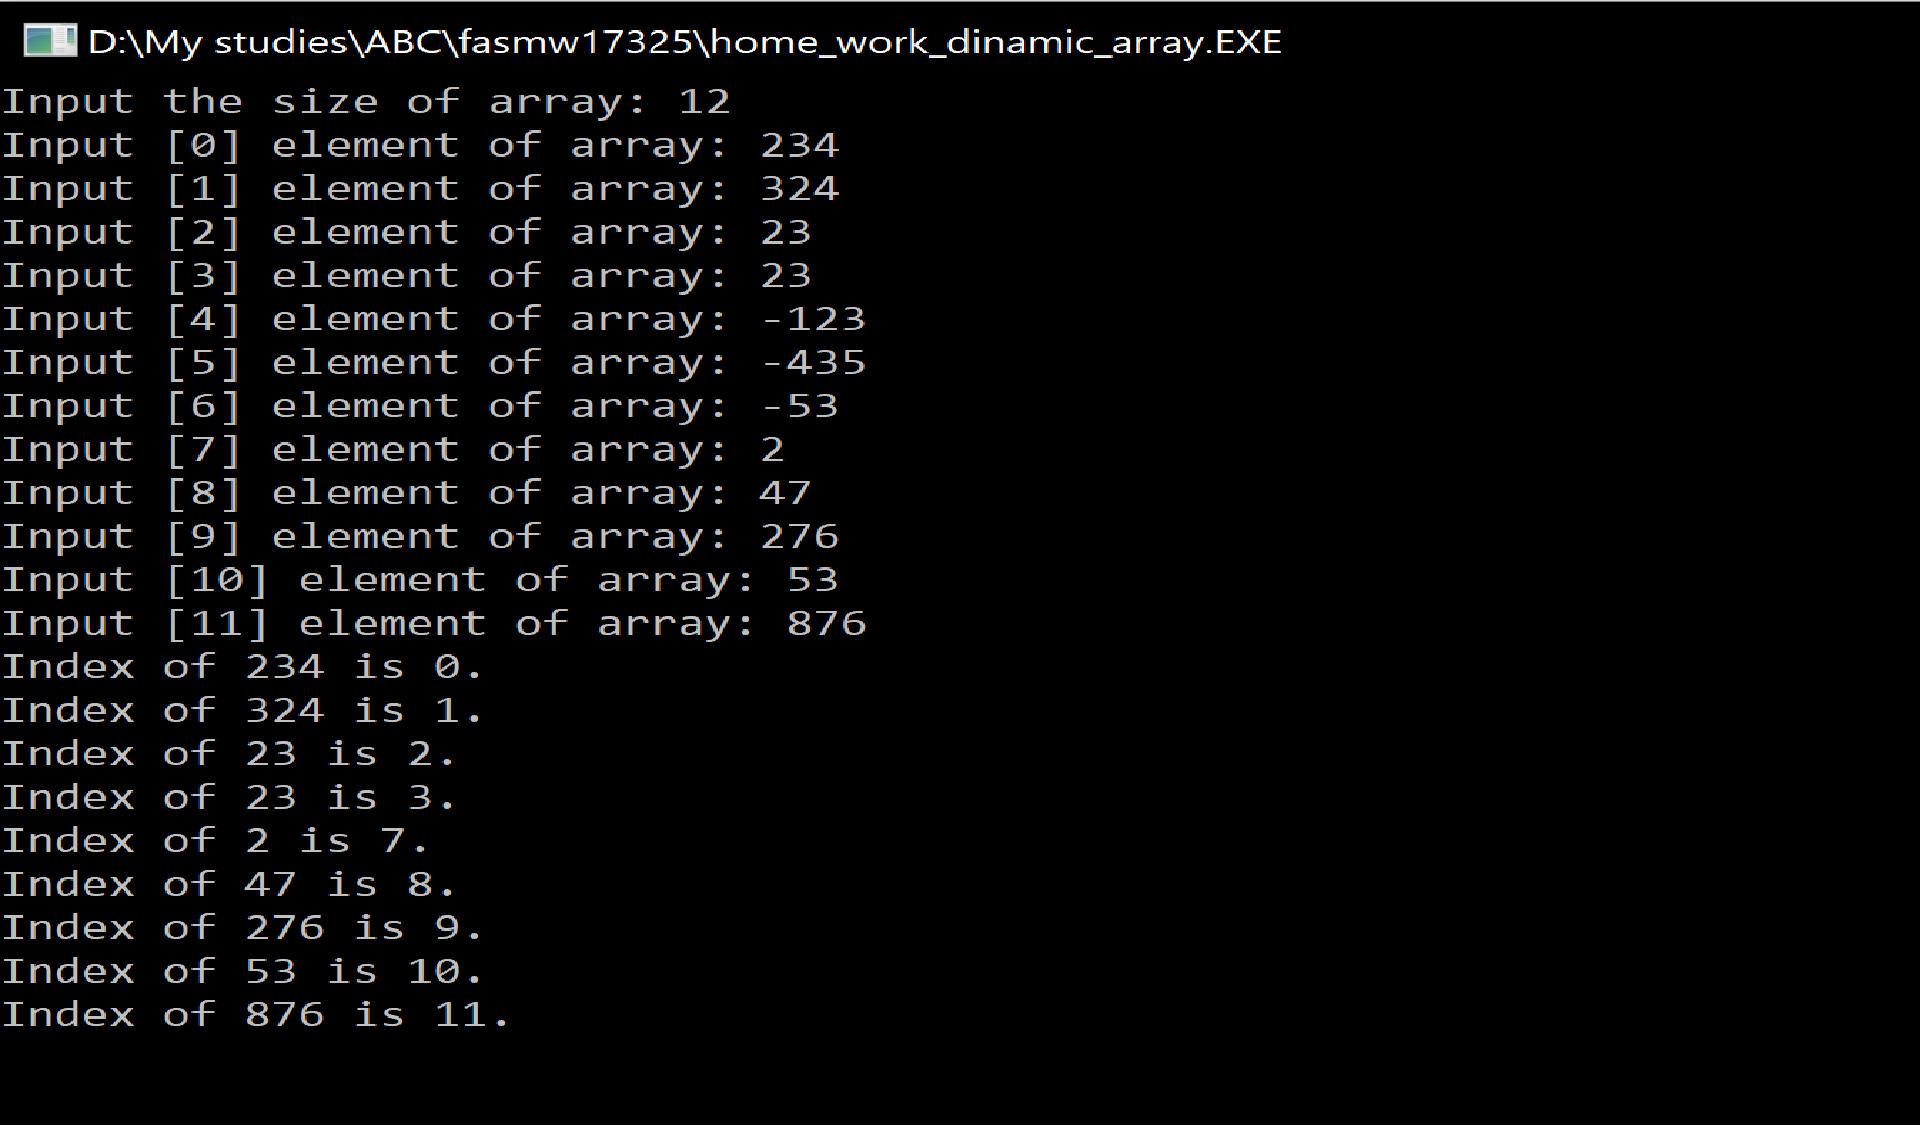 D:\My studies\ABC\fasmw17325\home_work_dinamic_array.EXE
Input the size of array: 12
Input [0] element of array: 234
Input [1] element of array: 324
Input [2] element of array: 23
Input [3] element of array: 23
Input [4] element of array: -123
Input [5] element of array: -435
Input [6] element of array: -53
Input [7] element of array: 2
Input [8] element of array: 47
Input [9] element of array: 276
Input [10] element of array: 53
Input [11] element of array: 876
Index of 234 is 0.
Index of 324 is 1.
Index of 23 is 2.
Index of 23 is 3.
Index of 2 is 7.
Index of 47 is 8.
Index of 276 is 9.
Index of 53 is 10.
Index of 876 is 11.